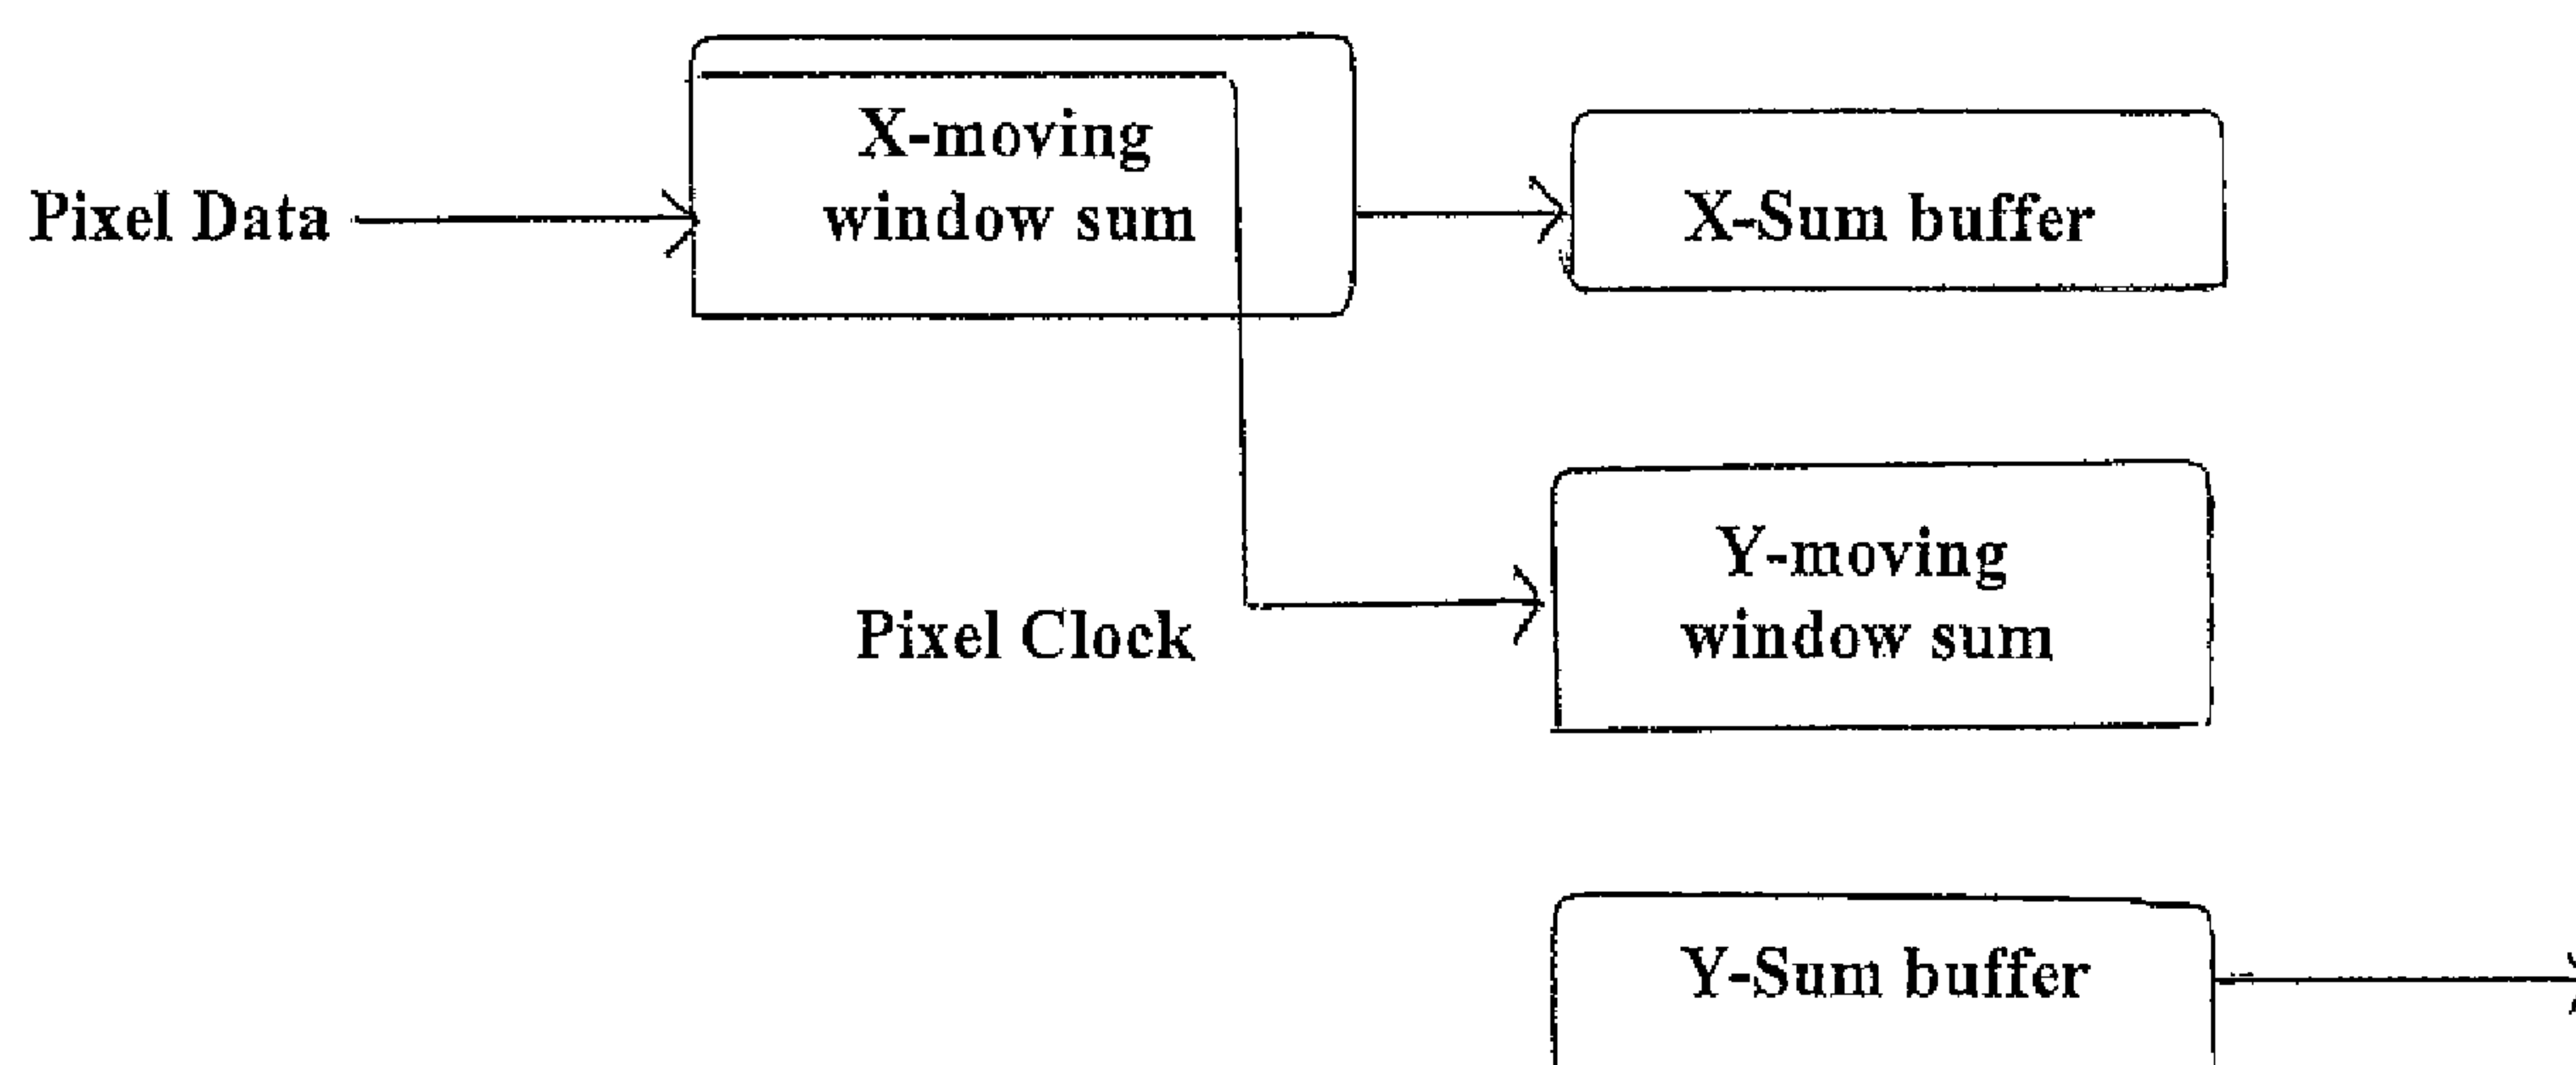 X-moving
window sum
Pixel Data
X-Sum buffer
Y-moving
window sum
Pixel Clock
Y-Sum buffer